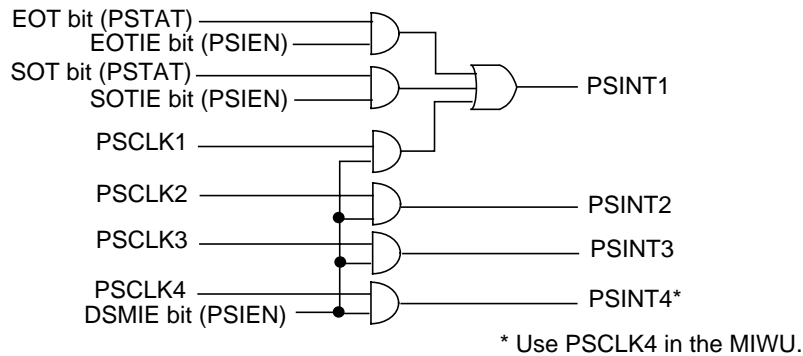 EOT bit (PSTAT)
EOTIE bit (PSIEN)
SOT bit (PSTAT)
SOTIE bit (PSIEN)
PSINT1
PSCLK1
PSCLK2
PSINT2
PSCLK3
PSINT3
PSCLK4
PSINT4*
DSMIE bit (PSIEN)
* Use PSCLK4 in the MIWU.